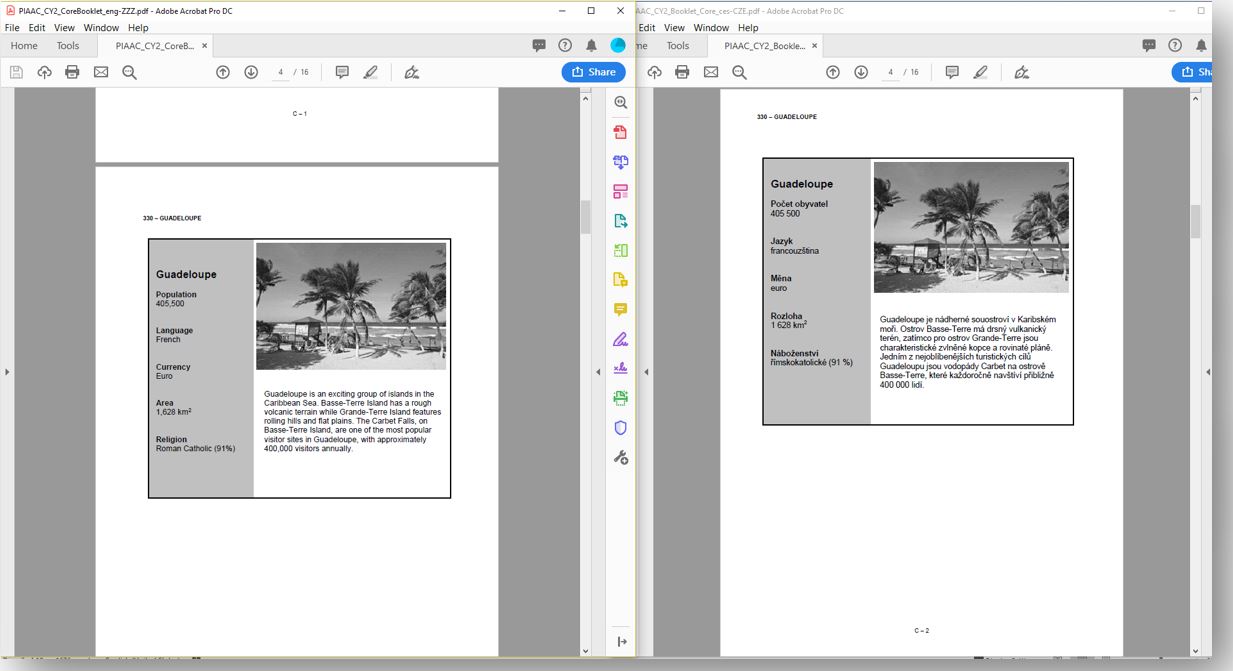 PIAAC_CY2_CoreBooklet_eng-ZZZ.pdf - Adobe Acrobat Pro DC
File Edit View Window Help
Home Tools PIAAC_CY2_CoreB... ×
4 / 16
Share
C – 1
330 – GUADELOUPE
Guadeloupe
Population
405,500
Language
French
Currency
Euro
Area
1,628 km²
Religion
Roman Catholic (91%)
Guadeloupe is an exciting group of islands in the
Caribbean Sea. Basse-Terre Island has a rough
volcanic terrain while Grande-Terre Island features
rolling hills and flat plains. The Carbet Falls, on
Basse-Terre Island, are one of the most popular
visitor sites in Guadeloupe, with approximately
400,000 visitors annually.
IAAC_CY2_Booklet_Core_ces-CZE.pdf - Adobe Acrobat Pro DC
Edit View Window Help
me Tools PIAAC_CY2_Bookle... ×
4 / 16
Sha
330 – GUADELOUPE
Guadeloupe
Počet obyvatel
405 500
Jazyk
francouzština
Měna
euro
Rozloha
1 628 km²
Náboženství
římskokatolické (91 %)
Guadeloupe je nádherné souostroví v Karibském
moři. Ostrov Basse-Terre má drsný vulkanický
terén, zatímco pro ostrov Grande-Terre jsou
charakteristické zvlněné kopce a rovinaté pláně.
Jedním z nejoblíbenějších turistických cílů
Guadeloupu jsou vodopády Carbet na ostrově
Basse-Terre, které každoročně navštíví přibližně
400 000 lidí.
C – 2